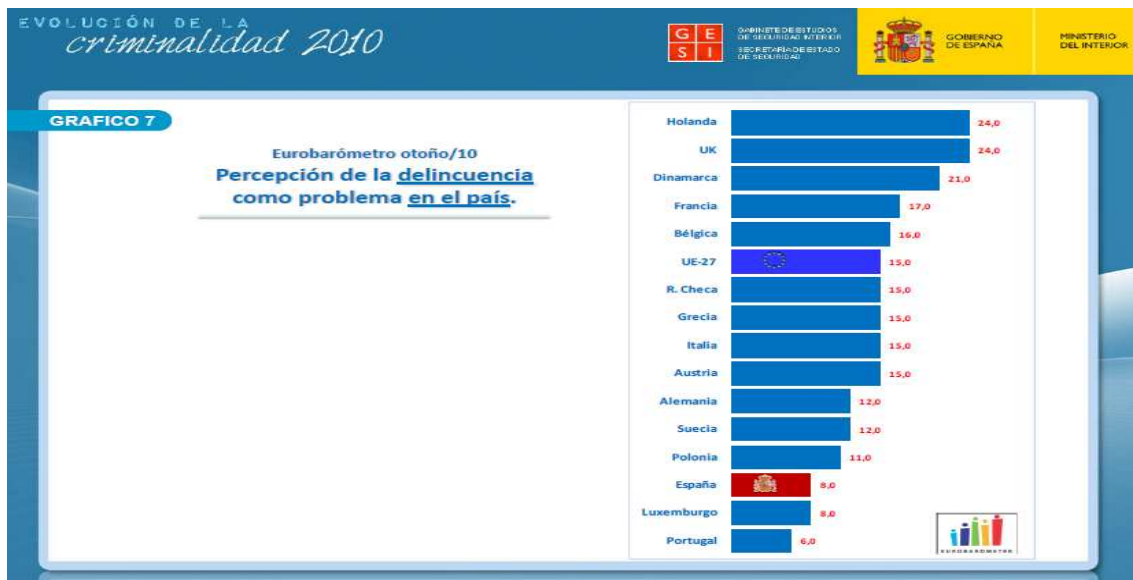 EVOLUCIÓN DE LA
criminalidad 2010
G E
S I
GABINETE DE ESTUDIOS
DE SEGURIDAD INTERIOR
SECRETARÍA DE ESTADO
DE SEGURIDAD
GOBIERNO
DE ESPAÑA
MINISTERIO
DEL INTERIOR
GRAFICO 7
Eurobarómetro otoño/10
Percepción de la delincuencia
como problema en el país.
Holanda 24,0
UK 24,0
Dinamarca 21,0
Francia 17,0
Bélgica 16,0
UE-27 15,0
R. Checa 15,0
Grecia 15,0
Italia 15,0
Austria 15,0
Alemania 12,0
Suecia 12,0
Polonia 11,0
España 8,0
Luxemburgo 8,0
Portugal 6,0
EUROBAROMETER